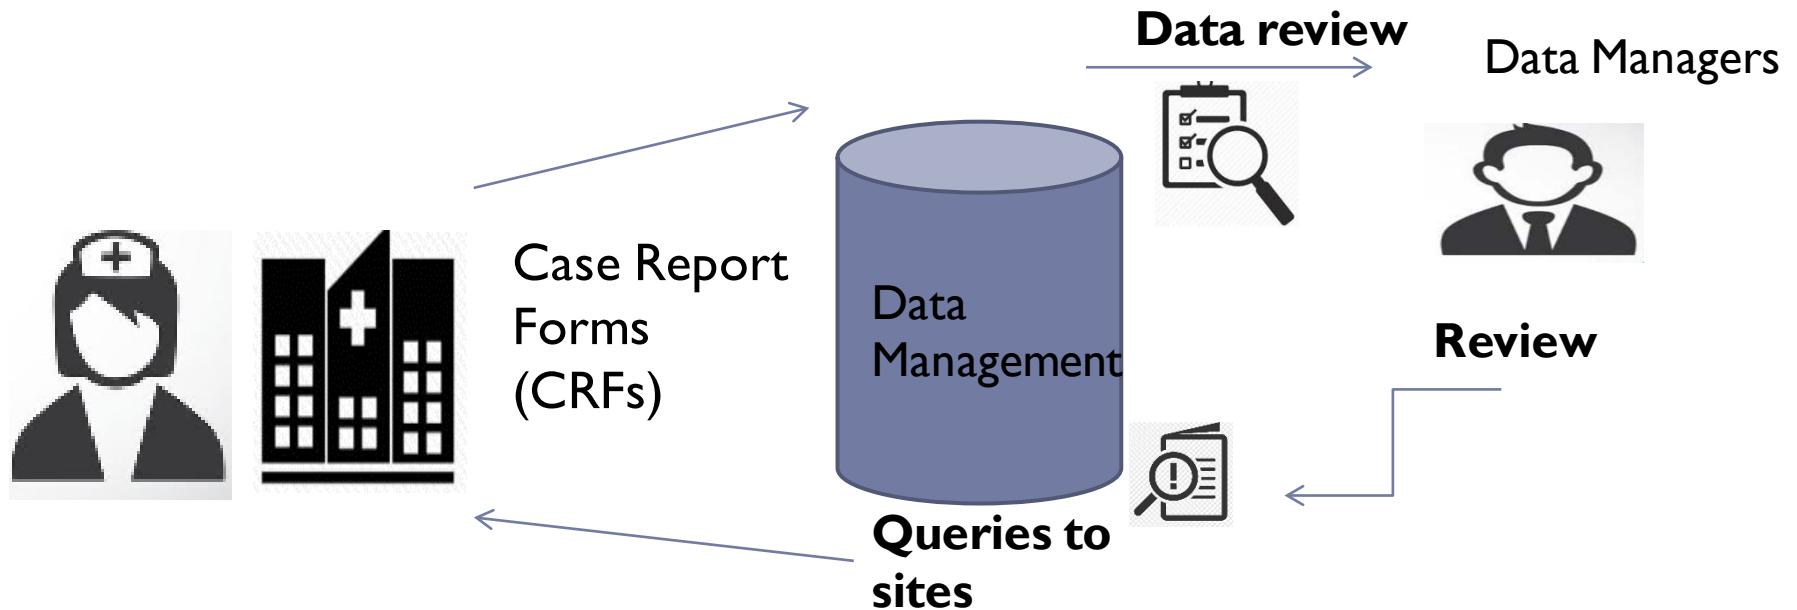 Data review
Data Managers
Case Report
Forms
(CRFs)
Data
Management
Review
Queries to
sites